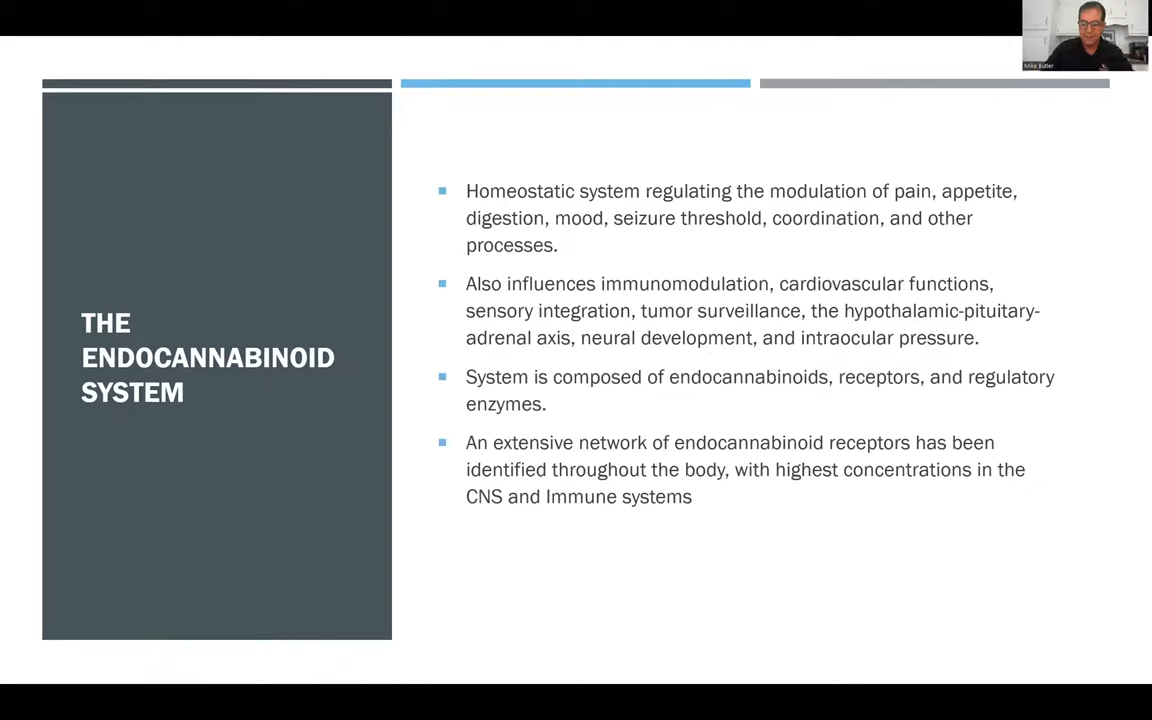 Mike Butler
THE
ENDOCANNABINOID
SYSTEM
Homeostatic system regulating the modulation of pain, appetite,
digestion, mood, seizure threshold, coordination, and other
processes.
Also influences immunomodulation, cardiovascular functions,
sensory integration, tumor surveillance, the hypothalamic-pituitary-
adrenal axis, neural development, and intraocular pressure.
System is composed of endocannabinoids, receptors, and regulatory
enzymes.
An extensive network of endocannabinoid receptors has been
identified throughout the body, with highest concentrations in the
CNS and Immune systems